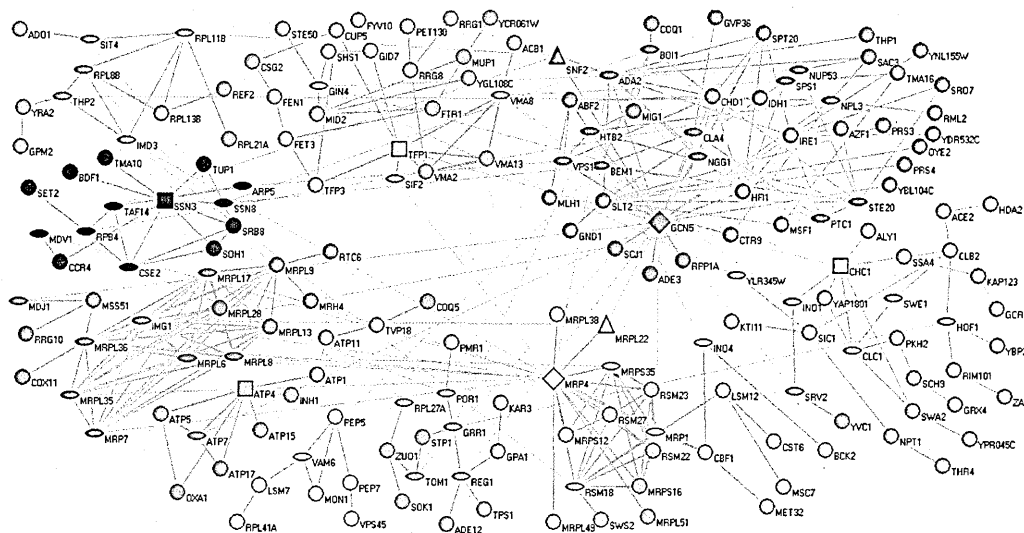 ADO1
SIT4
RPL11B
STE50
CUP5
FYV10
PET130
RRG1
YCR061W
COQ1
GVP36
SPT20
THP1
YNL155W
SHS1
GID7
ACB1
SNF2
BOI1
SAC3
RPL8B
CSG2
RRG8
MUP1
ADA2
NUP53
SPS1
TMA16
THP2
REF2
FEN1
GIN4
YGL108C
VMA8
ABF2
CHD1
IDH1
NPL3
SRO7
YRA2
RPL13B
MID2
FTR1
MIG1
RML2
GPM2
IMD3
RPL21A
FET3
HTB2
CLA4
IRE1
AZF1
PRS3
YDR532C
TMA10
TUP1
TFP1
VMA13
VPS1
BEM1
NGG1
OYE2
BDF1
VMA2
PRS4
SET2
SSN3
ARP5
TFP3
SIF2
MLH1
SLT2
HFI1
YBL104C
TAF14
SSN8
STE20
ACE2
HDA2
MDV1
RPB4
SRB8
GND1
GCN5
CTR9
MSF1
PTC1
ALY1
CCR4
CSE2
SOH1
RTC6
SCJ1
RPP1A
CHC1
SSA4
CLB2
MRPL17
MRPL9
ADE3
YLR345W
KAP123
MDJ1
MSS51
MRPL28
MRH4
COQ5
INO1
YAP1801
SWE1
GCR
RRG10
IMG1
MRPL13
TVP18
MRPL38
MRPL22
KTI11
SIC1
HOF1
MRPL36
ATP11
PMR1
INO4
CLC1
PKH2
YBP
COX11
MRPL6
MRPL8
MRP4
MRPS35
SCH9
RIM101
MRPL35
ATP4
ATP1
INH1
POR1
RSM23
LSM12
SRV2
GRX4
ZA
ATP5
RPL27A
KAR3
RSM27
SWA2
MRP7
ATP7
ATP15
PEP5
STP1
GRR1
MRPS12
MRP1
YVC1
NPT1
YPR045C
ZUO1
GPA1
RSM22
CBF1
CST6
BCK2
ATP17
VAM6
TOM1
REG1
THR4
OXA1
LSM7
MON1
PEP7
RSM18
MRPS16
MSC7
SOK1
TPS1
MET32
RPL41A
VPS45
ADE12
MRPL49
SWS2
MRPL51